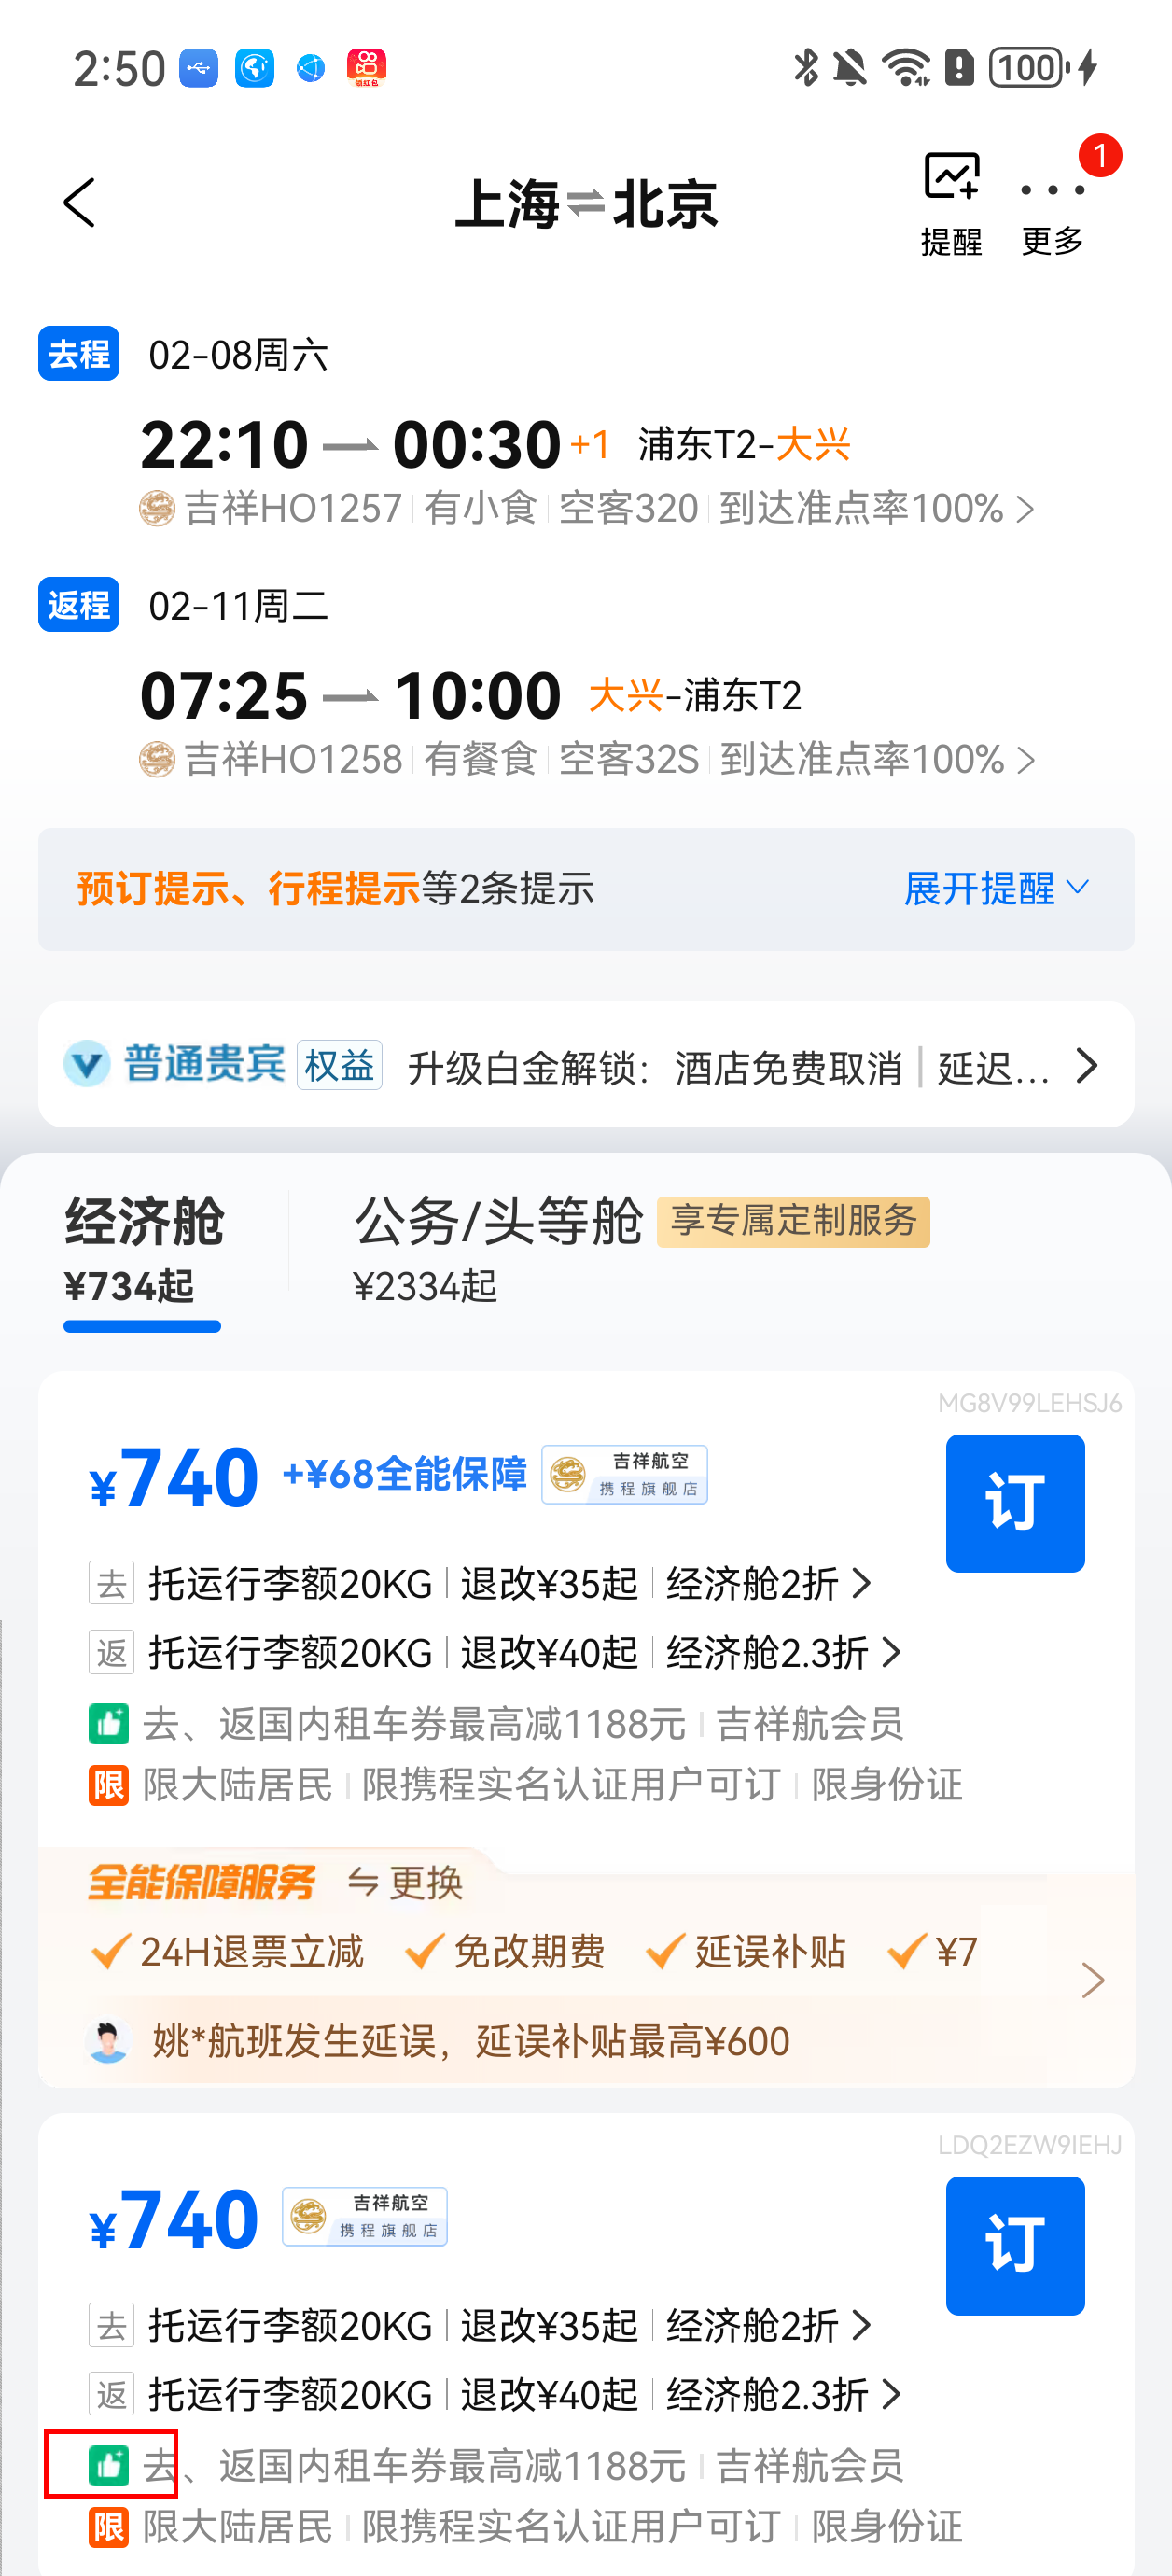 2:50
领红包
100
上海⇌北京
提醒
更多
1
去程 02-08周六
22:10 00:30 +1 浦东T2-大兴
吉祥HO1257 有小食 空客320 到达准点率100%
返程 02-11周二
07:25 10:00 大兴-浦东T2
吉祥HO1258 有餐食 空客32S 到达准点率100%
预订提示、行程提示等2条提示 展开提醒
普通贵宾 权益 升级白金解锁：酒店免费取消 | 延迟...
经济舱 公务/头等舱 享专属定制服务
¥734起 ¥2334起
MG8V99LEHSJ6
¥740 +¥68全能保障 吉祥航空 携程旗舰店
订
去 托运行李额20KG 退改¥35起 经济舱2折
返 托运行李额20KG 退改¥40起 经济舱2.3折
去、返国内租车券最高减1188元 吉祥航会员
限 限大陆居民 限携程实名认证用户可订 限身份证
全能保障服务 更换
24H退票立减 免改期费 延误补贴 ¥7
姚*航班发生延误，延误补贴最高¥600
LDQ2EZW9IEHJ
¥740 吉祥航空 携程旗舰店
订
去 托运行李额20KG 退改¥35起 经济舱2折
返 托运行李额20KG 退改¥40起 经济舱2.3折
去、返国内租车券最高减1188元 吉祥航会员
限 限大陆居民 限携程实名认证用户可订 限身份证